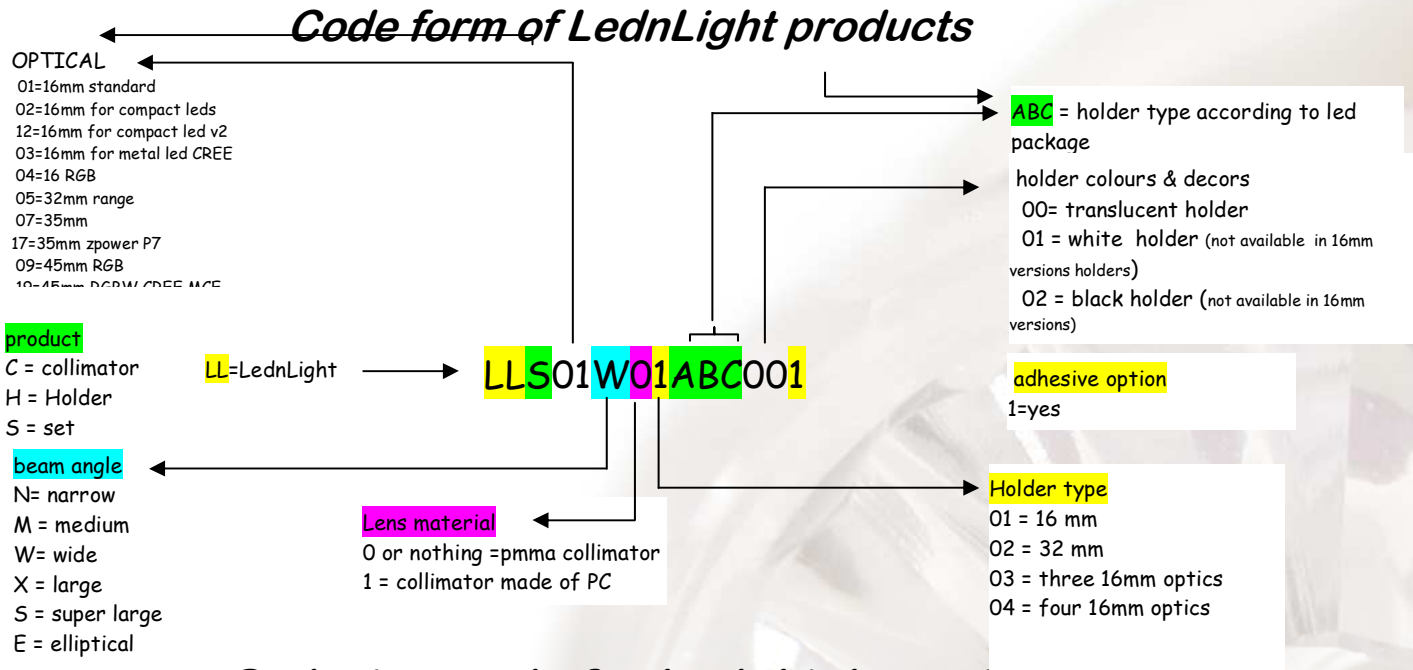 Code form of LednLight products
OPTICAL
01=16mm standard
02=16mm for compact leds
12=16mm for compact led v2
03=16mm for metal led CREE
04=16 RGB
05=32mm range
07=35mm
17=35mm zpower P7
09=45mm RGB
19=45mm RGBW CREE MCE
ABC = holder type according to led
package
holder colours & decors
00= translucent holder
01 = white holder (not available in 16mm
versions holders)
02 = black holder (not available in 16mm
versions)
product
C = collimator
H = Holder
S = set
LL=LednLight
LLS01W01ABC001
adhesive option
1=yes
beam angle
N= narrow
M = medium
W= wide
X = large
S = super large
E = elliptical
Lens material
0 or nothing =pmma collimator
1 = collimator made of PC
Holder type
01 = 16 mm
02 = 32 mm
03 = three 16mm optics
04 = four 16mm optics